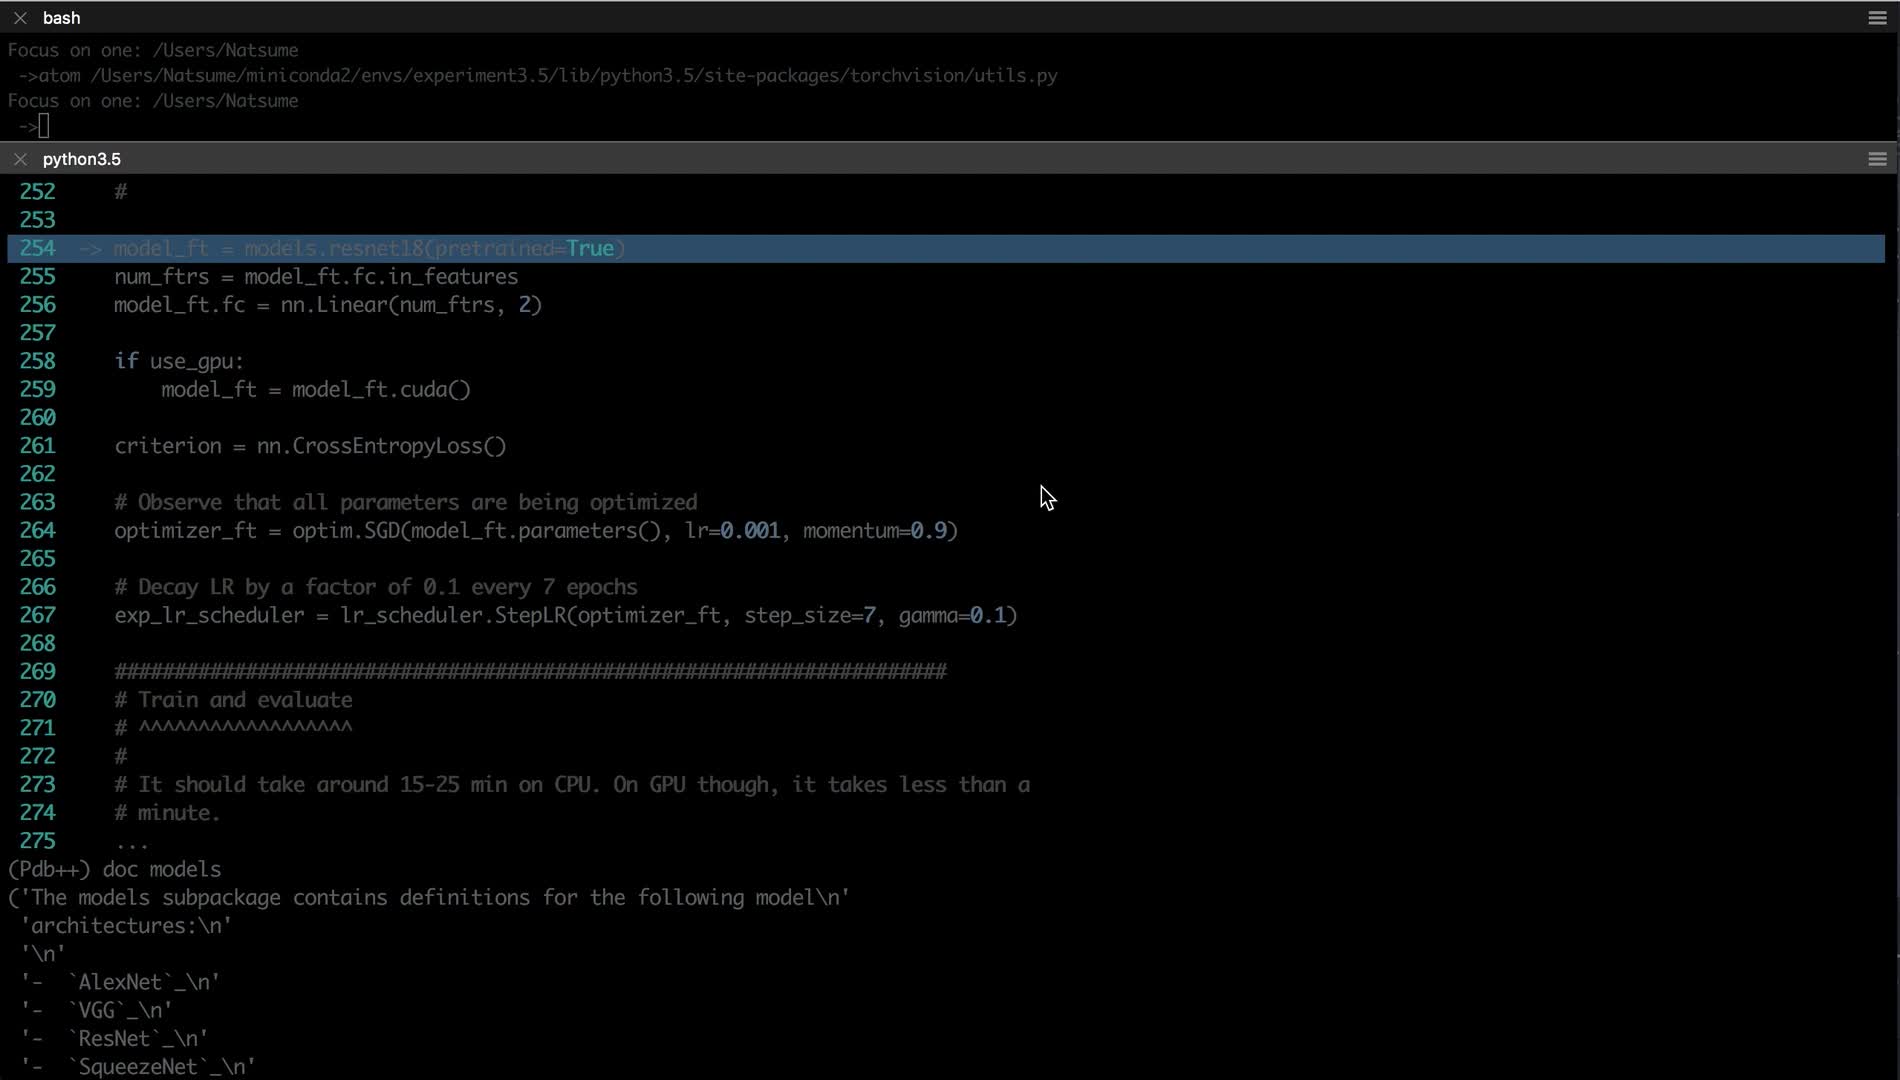 bash
Focus on one: /Users/Natsume
->atom /Users/Natsume/miniconda2/envs/experiment3.5/lib/python3.5/site-packages/torchvision/utils.py
Focus on one: /Users/Natsume
->
python3.5
252 #
253
254 -> model_ft = models.resnet18(pretrained=True)
255 num_ftrs = model_ft.fc.in_features
256 model_ft.fc = nn.Linear(num_ftrs, 2)
257
258 if use_gpu:
259 model_ft = model_ft.cuda()
260
261 criterion = nn.CrossEntropyLoss()
262
263 # Observe that all parameters are being optimized
264 optimizer_ft = optim.SGD(model_ft.parameters(), lr=0.001, momentum=0.9)
265
266 # Decay LR by a factor of 0.1 every 7 epochs
267 exp_lr_scheduler = lr_scheduler.StepLR(optimizer_ft, step_size=7, gamma=0.1)
268
269 ######################################################################
270 # Train and evaluate
271 # ^^^^^^^^^^^^^^^^^^
272 #
273 # It should take around 15-25 min on CPU. On GPU though, it takes less than a
274 # minute.
275 ...
(Pdb++) doc models
('The models subpackage contains definitions for the following model\n'
'architectures:\n'
'\n'
'- `AlexNet`_\n'
'- `VGG`_\n'
'- `ResNet`_\n'
'- `SqueezeNet`_\n'